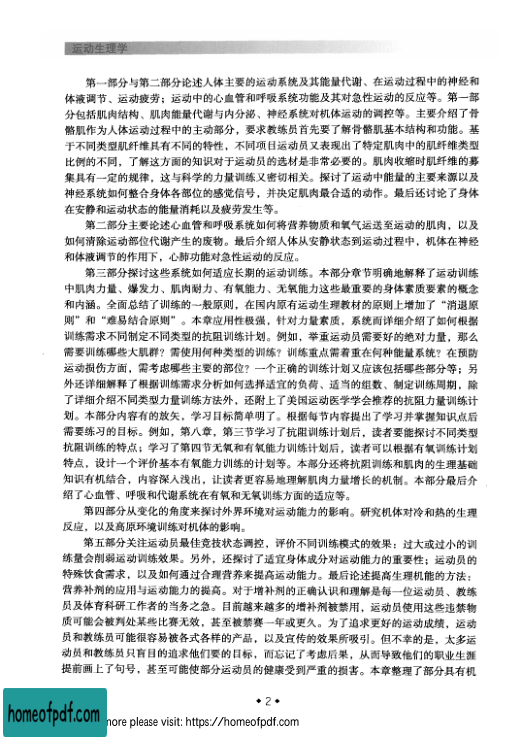 运动生理学
第一部分与第二部分论述人体主要的运动系统及其能量代谢、在运动过程中的神经和
体液调节、运动疲劳；运动中的心血管和呼吸系统功能及其对急性运动的反应等。第一部
分包括肌肉结构、肌肉能量代谢与内分泌、神经系统对机体运动的调控等。主要介绍了骨
骼肌作为人体运动过程中的主动部分，要求教练员首先要了解骨骼肌基本结构和功能。基
于不同类型肌纤维具有不同的特性，不同项目运动员又表现出了特定肌肉中的肌纤维类型
比例的不同，了解这方面的知识对于运动员的选材是非常必要的。肌肉收缩时肌纤维的募
集具有一定的规律，这与科学的力量训练又密切相关。探讨了运动中能量的主要来源以及
神经系统如何整合身体各部位的感觉信号，并决定肌肉最合适的动作。最后还讨论了身体
在安静和运动状态的能量消耗以及疲劳发生等。
第二部分主要论述心血管和呼吸系统如何将营养物质和氧气运送至运动的肌肉，以及
如何清除运动部位代谢产生的废物。最后介绍人体从安静状态到运动过程中，机体在神经
和体液调节的作用下，心肺功能对急性运动的反应。
第三部分探讨这些系统如何适应长期的运动训练。本部分章节明确地解释了运动训练
中肌肉力量、爆发力、肌肉耐力、有氧能力、无氧能力这些最重要的身体素质要素的概念
和内涵。全面总结了训练的一般原则，在国内原有运动生理教材的原则上增加了“消退原
则”和“难易结合原则”。本章应用性极强，针对力量素质，系统而详细介绍了如何根据
训练需求不同制定不同类型的抗阻训练计划。例如，举重运动员需要好的绝对力量，那么
需要训练哪些大肌群？需使用何种类型的训练？训练重点需着重在何种能量系统？在预防
运动损伤方面，需考虑哪些主要的部位？一个正确的训练计划又应该包括哪些部分等；另
外还详细解释了根据训练需求分析如何选择适宜的负荷、适当的组数、制定训练周期，除
了详细介绍不同类型力量训练方法外，还附上了美国运动医学学会推荐的抗阻力量训练计
划。本部分内容有的放矢，学习目标简单明了。根据每节内容提出了学习并掌握知识点后
需要练习的目标。例如，第八章，第三节学习了抗阻训练计划后，读者要能探讨不同类型
抗阻训练的特点；学习了第四节无氧和有氧能力训练计划后，读者可以根据有氧训练计划
特点，设计一个评价基本有氧能力训练的计划等。本部分还将抗阻训练和肌肉的生理基础
知识有机结合，内容深入浅出，让读者更容易地理解肌肉力量增长的机制。本部分最后介
绍了心血管、呼吸和代谢系统在有氧和无氧训练方面的适应等。
第四部分从变化的角度来探讨外界环境对运动能力的影响。研究机体对冷和热的生理
反应，以及高原环境训练对机体的影响。
第五部分关注运动员最佳竞技状态调控，评价不同训练模式的效果：过大或过小的训
练量会削弱运动训练效果。另外，还探讨了适宜身体成分对运动能力的重要性；运动员的
特殊饮食需求，以及如何通过合理营养来提高运动能力。最后论述提高生理机能的方法：
营养补剂的应用与运动能力的提高。对于增补剂的正确认识和理解是每一位运动员、教练
员及体育科研工作者的当务之急。目前越来越多的增补剂被禁用，运动员使用这些违禁物
质可能会被判处某些比赛无效，甚至被禁赛一年或更久。为了追求更好的运动成绩，运动
员和教练员可能很容易被各式各样的产品，以及宣传的效果所吸引。但不幸的是，太多运
动员和教练员只盲目的追求他们要的目标，而忘记了考虑后果，从而导致他们的职业生涯
提前画上了句号，甚至可能使部分运动员的健康受到严重的损害。本章整理了部分具有机
◆ 2 ◆
homeofpdf.com
more please visit: https://homeofpdf.com